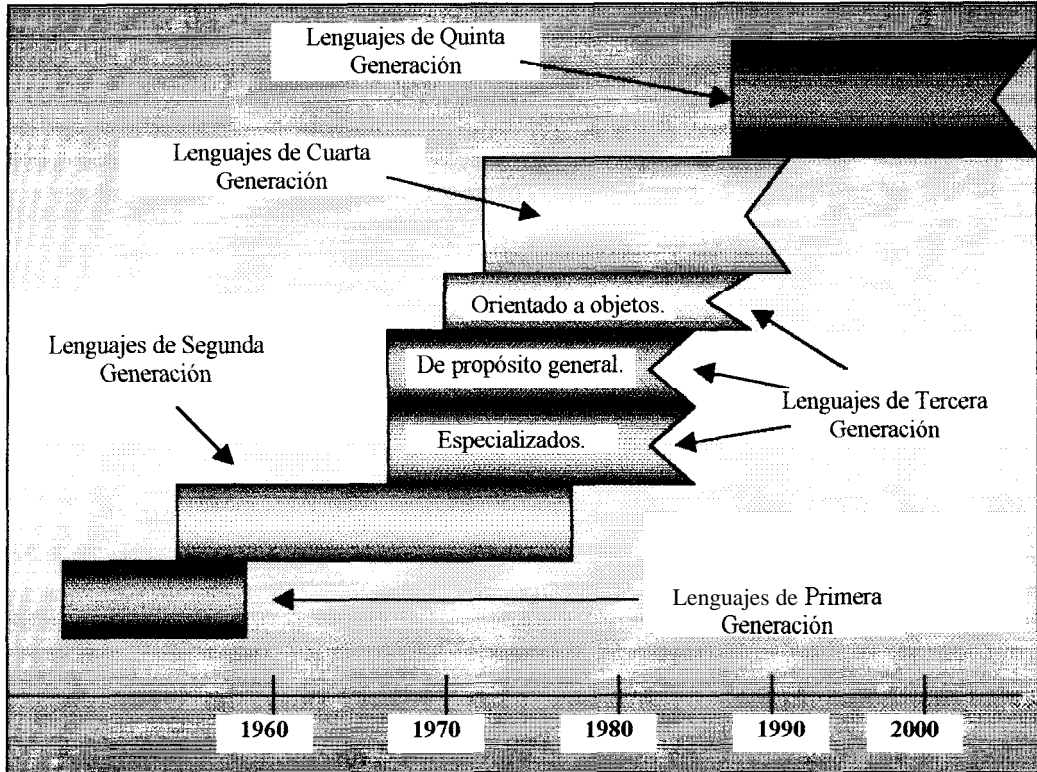 Lenguajes de Quinta
Generación
Lenguajes de Cuarta
Generación
Orientado a objetos.
Lenguajes de Segunda
Generación
De propósito general.
Lenguajes de Tercera
Generación
Especializados.
Lenguajes de Primera
Generación
1960
1970
1980
1990
2000